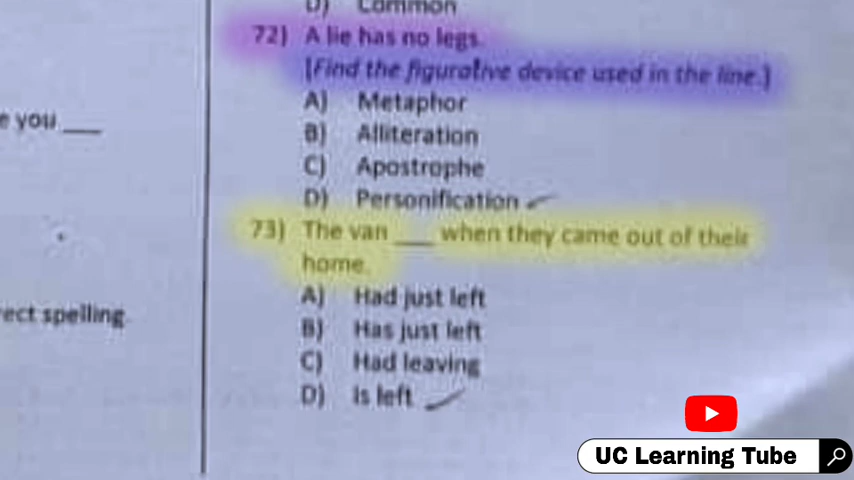 D) Common
72) A lie has no legs.
[Find the figurative device used in the line.]
A) Metaphor
B) Alliteration
C) Apostrophe
D) Personification
73) The van ___ when they came out of their
home.
A) Had just left
B) Has just left
C) Had leaving
D) Is left
e you ___
rect spelling.
UC Learning Tube